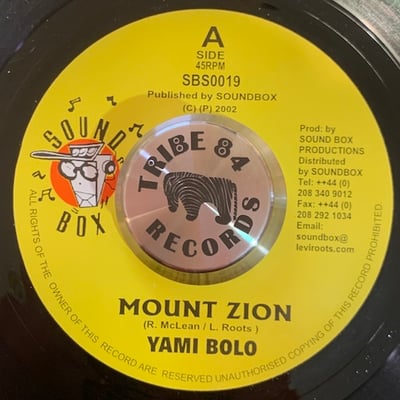 A
SIDE
45RPM
SBS0019
Published by SOUNDBOX
(C) (P) 2002
SOUND
BOX
TRIBE 84
RECORDS
Prod: by
SOUND BOX
PRODUCTIONS
Distributed
by
SOUNDBOX
Tel: ++44 (0)
208 340 9012
Fax: ++44 (0)
208 292 1034
Email:
soundbox@
leviroots.com
MOUNT ZION
(R. McLean / L. Roots )
YAMI BOLO
ALL RIGHTS OF THE OWNER OF THIS RECORD ARE RESERVED UNAUTHORISED COPYING OF THIS RECORD PROHIBITED